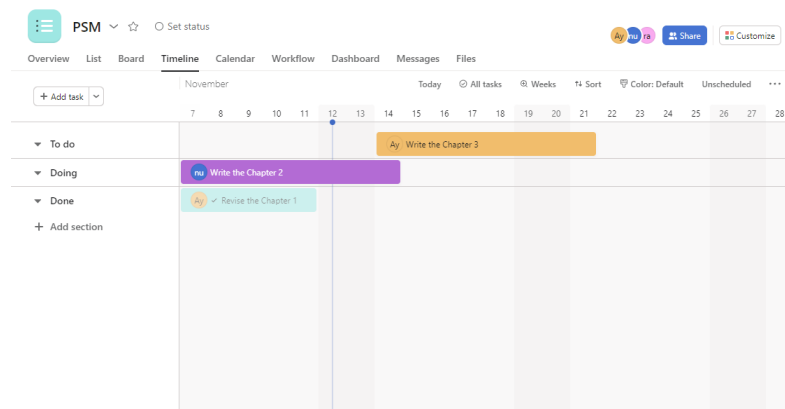 PSM
Set status
Ay nu ra
Share
Customize
Overview List Board Timeline Calendar Workflow Dashboard Messages Files
+ Add task
November
Today All tasks Weeks Sort Color: Default Unscheduled ...
7 8 9 10 11 12 13 14 15 16 17 18 19 20 21 22 23 24 25 26 27 28
To do
Ay Write the Chapter 3
Doing
nu Write the Chapter 2
Done
Ay ✓ Revise the Chapter 1
+ Add section